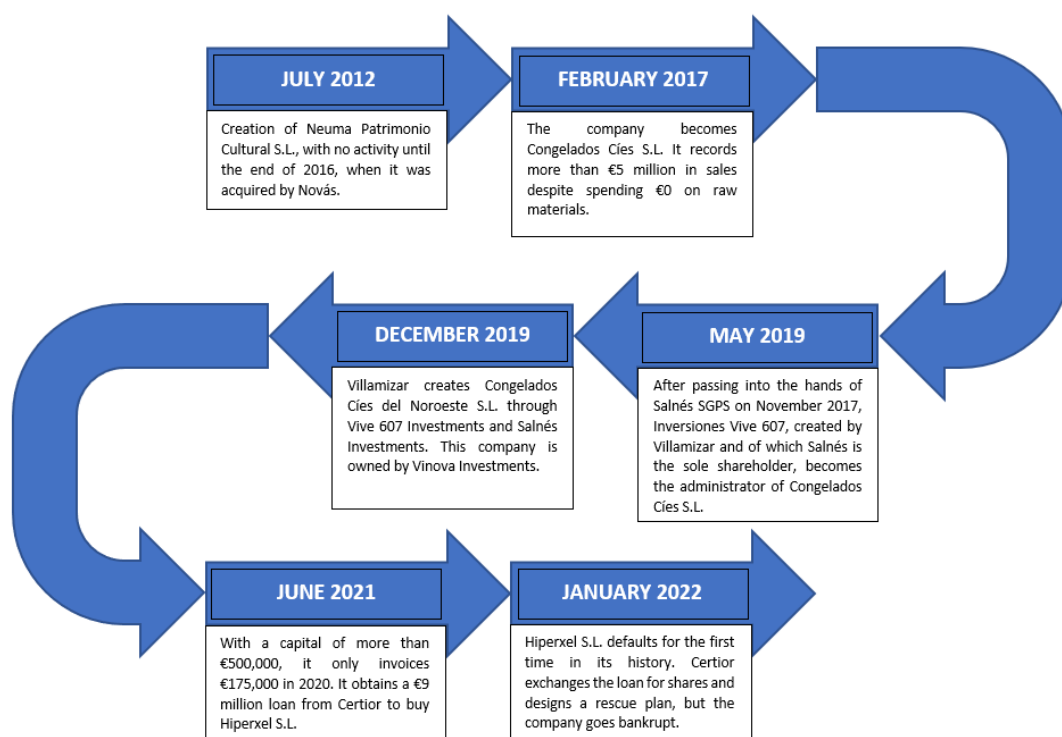 JULY 2012
Creation of Neuma Patrimonio
Cultural S.L., with no activity until
the end of 2016, when it was
acquired by Novás.
FEBRUARY 2017
The company becomes
Congelados Cíes S.L. It records
more than €5 million in sales
despite spending €0 on raw
materials.
MAY 2019
After passing into the hands of
Salnés SGPS on November 2017,
Inversiones Vive 607, created by
Villamizar and of which Salnés is
the sole shareholder, becomes
the administrator of Congelados
Cíes S.L.
DECEMBER 2019
Villamizar creates Congelados
Cíes del Noroeste S.L. through
Vive 607 Investments and Salnés
Investments. This company is
owned by Vinova Investments.
JUNE 2021
With a capital of more than
€500,000, it only invoices
€175,000 in 2020. It obtains a €9
million loan from Certior to buy
Hiperxel S.L.
JANUARY 2022
Hiperxel S.L. defaults for the first
time in its history. Certior
exchanges the loan for shares and
designs a rescue plan, but the
company goes bankrupt.